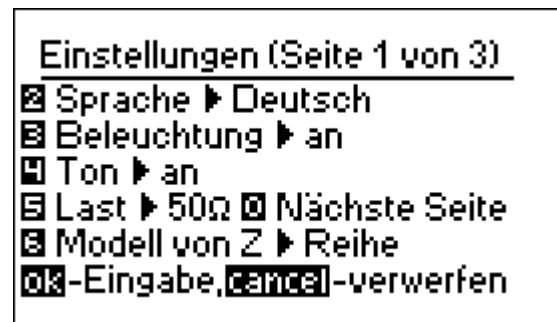 Einstellungen (Seite 1 von 3)
2 Sprache ▶ Deutsch
3 Beleuchtung ▶ an
4 Ton ▶ an
5 Last ▶ 50Ω 0 Nächste Seite
6 Modell von Z ▶ Reihe
ok-Eingabe,cancel-verwerfen